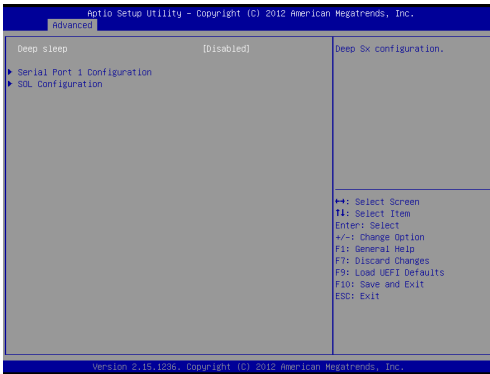 Aptio Setup Utility – Copyright (C) 2012 American Megatrends, Inc.
Advanced
Deep sleep [Disabled]
Serial Port 1 Configuration
SOL Configuration
Deep Sx configuration.
↔: Select Screen
↑↓: Select Item
Enter: Select
+/-: Change Option
F1: General Help
F7: Discard Changes
F9: Load UEFI Defaults
F10: Save and Exit
ESC: Exit
Version 2.15.1236. Copyright (C) 2012 American Megatrends, Inc.